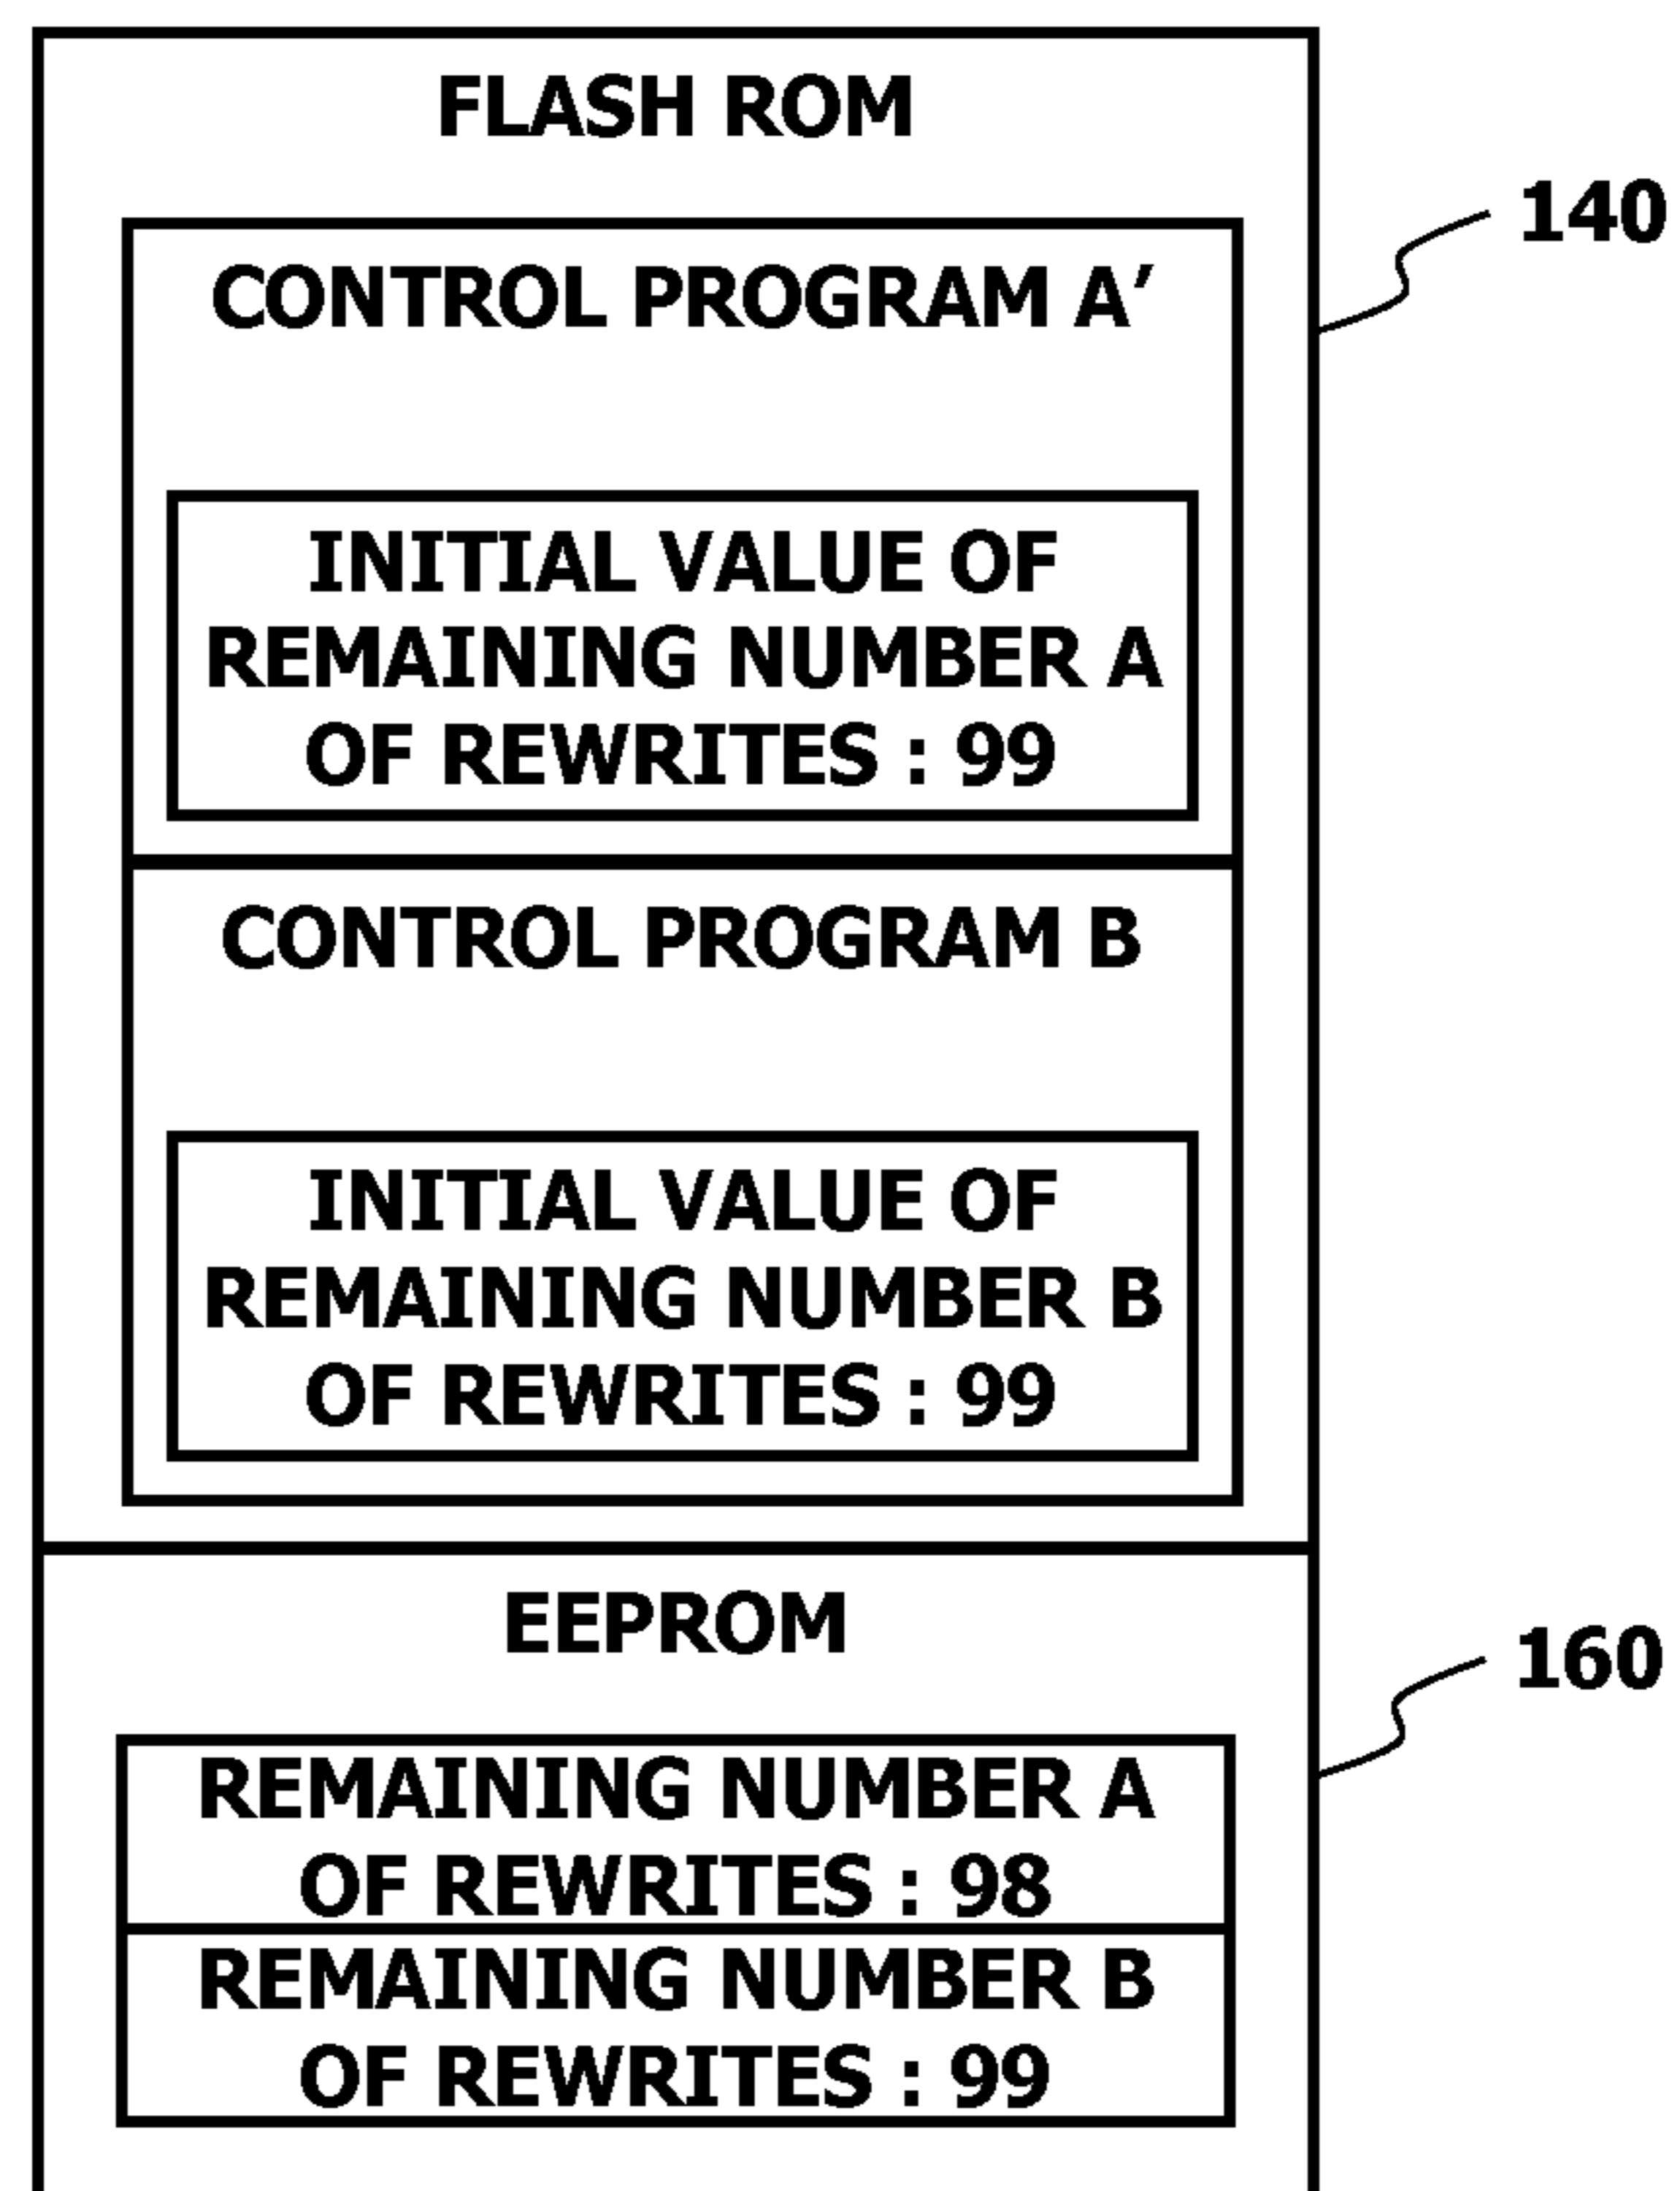 FLASH ROM
140
CONTROL PROGRAM A′
INITIAL VALUE OF
REMAINING NUMBER A
OF REWRITES : 99
CONTROL PROGRAM B
INITIAL VALUE OF
REMAINING NUMBER B
OF REWRITES : 99
EEPROM
160
REMAINING NUMBER A
OF REWRITES : 98
REMAINING NUMBER B
OF REWRITES : 99